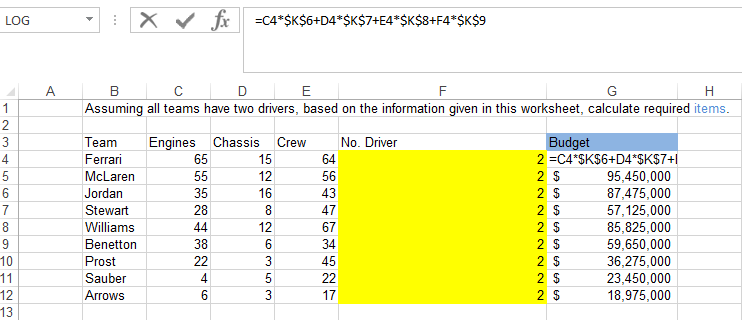 LOG fx =C4*$K$6+D4*$K$7+E4*$K$8+F4*$K$9
A B C D E F G H
1 Assuming all teams have two drivers, based on the information given in this worksheet, calculate required items.
2
3 Team Engines Chassis Crew No. Driver Budget
4 Ferrari 65 15 64 2 =C4*$K$6+D4*$K$7+I
5 McLaren 55 12 56 2 $ 95,450,000
6 Jordan 35 16 43 2 $ 87,475,000
7 Stewart 28 8 47 2 $ 57,125,000
8 Williams 44 12 67 2 $ 85,825,000
9 Benetton 38 6 34 2 $ 59,650,000
10 Prost 22 3 45 2 $ 36,275,000
11 Sauber 4 5 22 2 $ 23,450,000
12 Arrows 6 3 17 2 $ 18,975,000
13